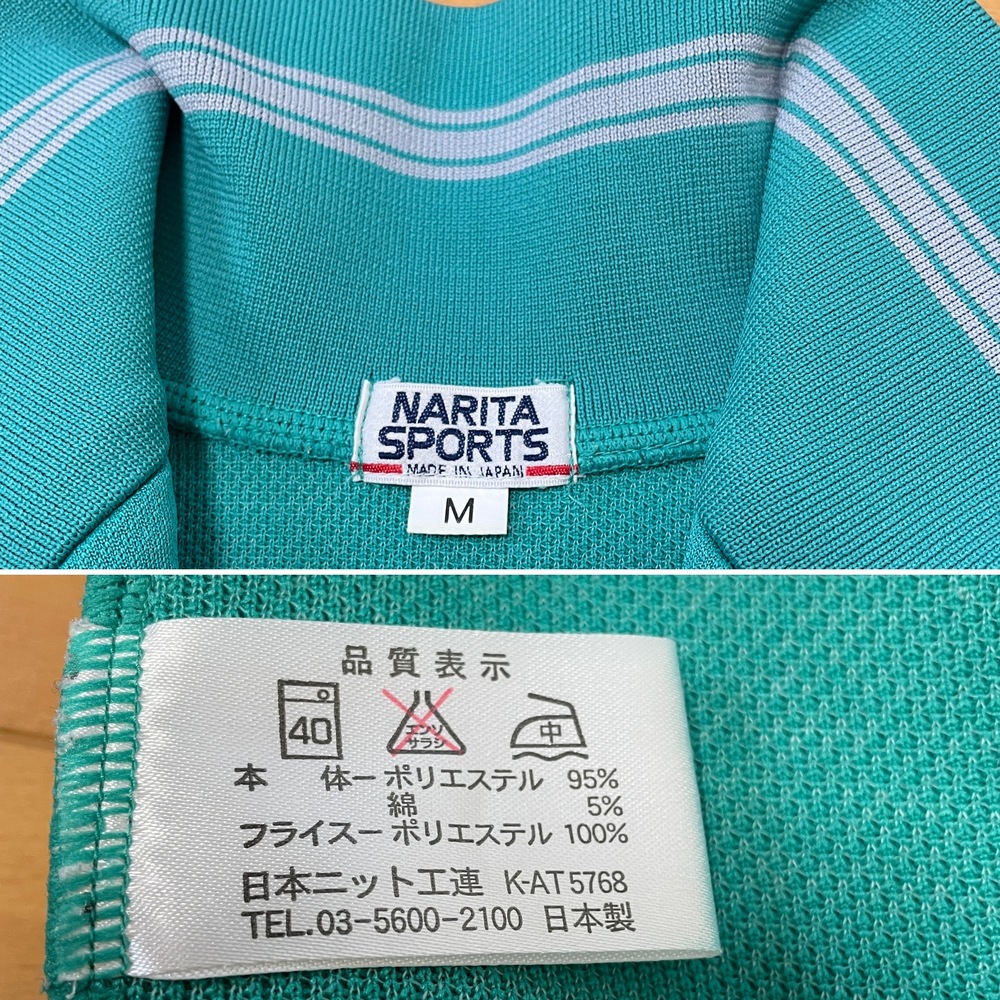 NARITA
SPORTS
MADE IN JAPAN
M
品質表示
40
エンソ
サラシ
中
本 体ーポリエステル 95%
綿 5%
フライスーポリエステル 100%
日本ニット工連 K-AT5768
TEL.03-5600-2100 日本製